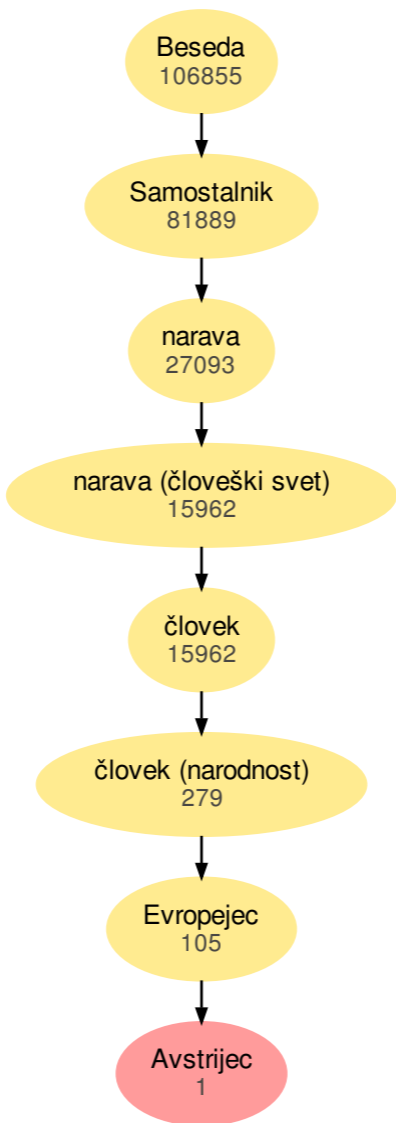 Beseda
106855
Samostalnik
81889
narava
27093
narava (človeški svet)
15962
človek
15962
človek (narodnost)
279
Evropejec
105
Avstrijec
1